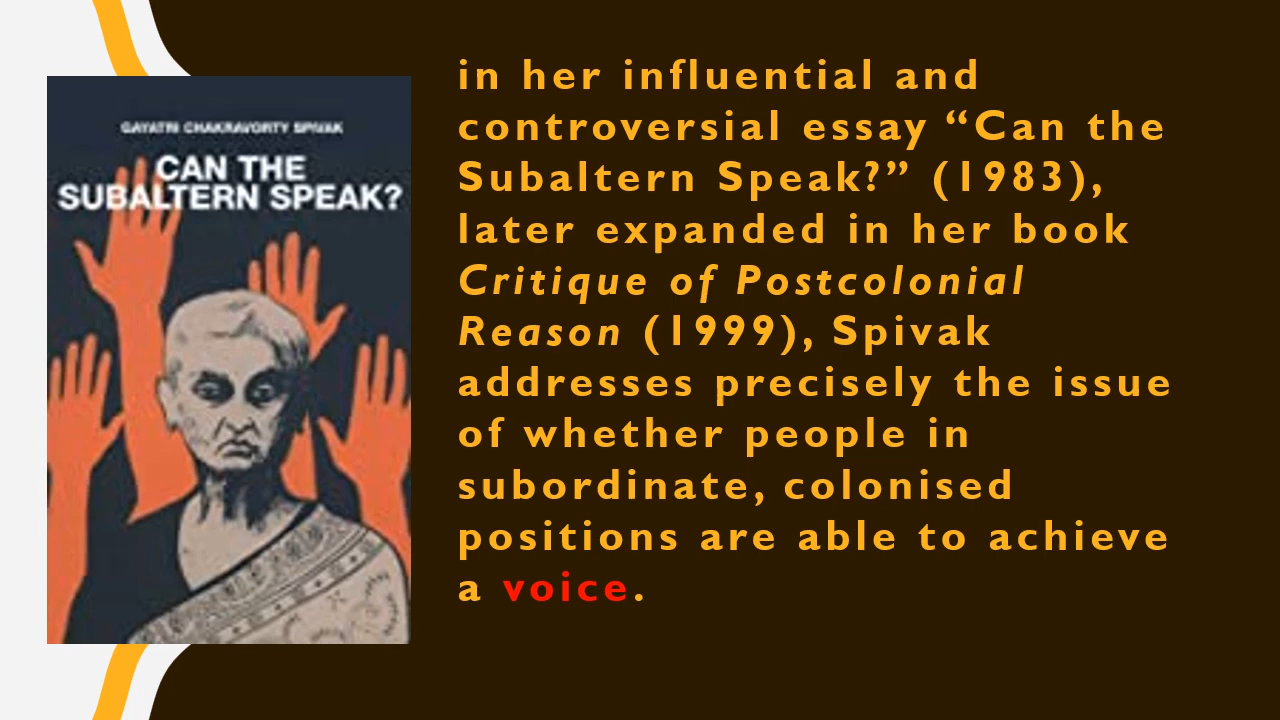 GAYATRI CHAKRAVORTY SPIVAK
CAN THE
SUBALTERN SPEAK?
in her influential and
controversial essay “Can the
Subaltern Speak?” (1983),
later expanded in her book
Critique of Postcolonial
Reason (1999), Spivak
addresses precisely the issue
of whether people in
subordinate, colonised
positions are able to achieve
a voice.